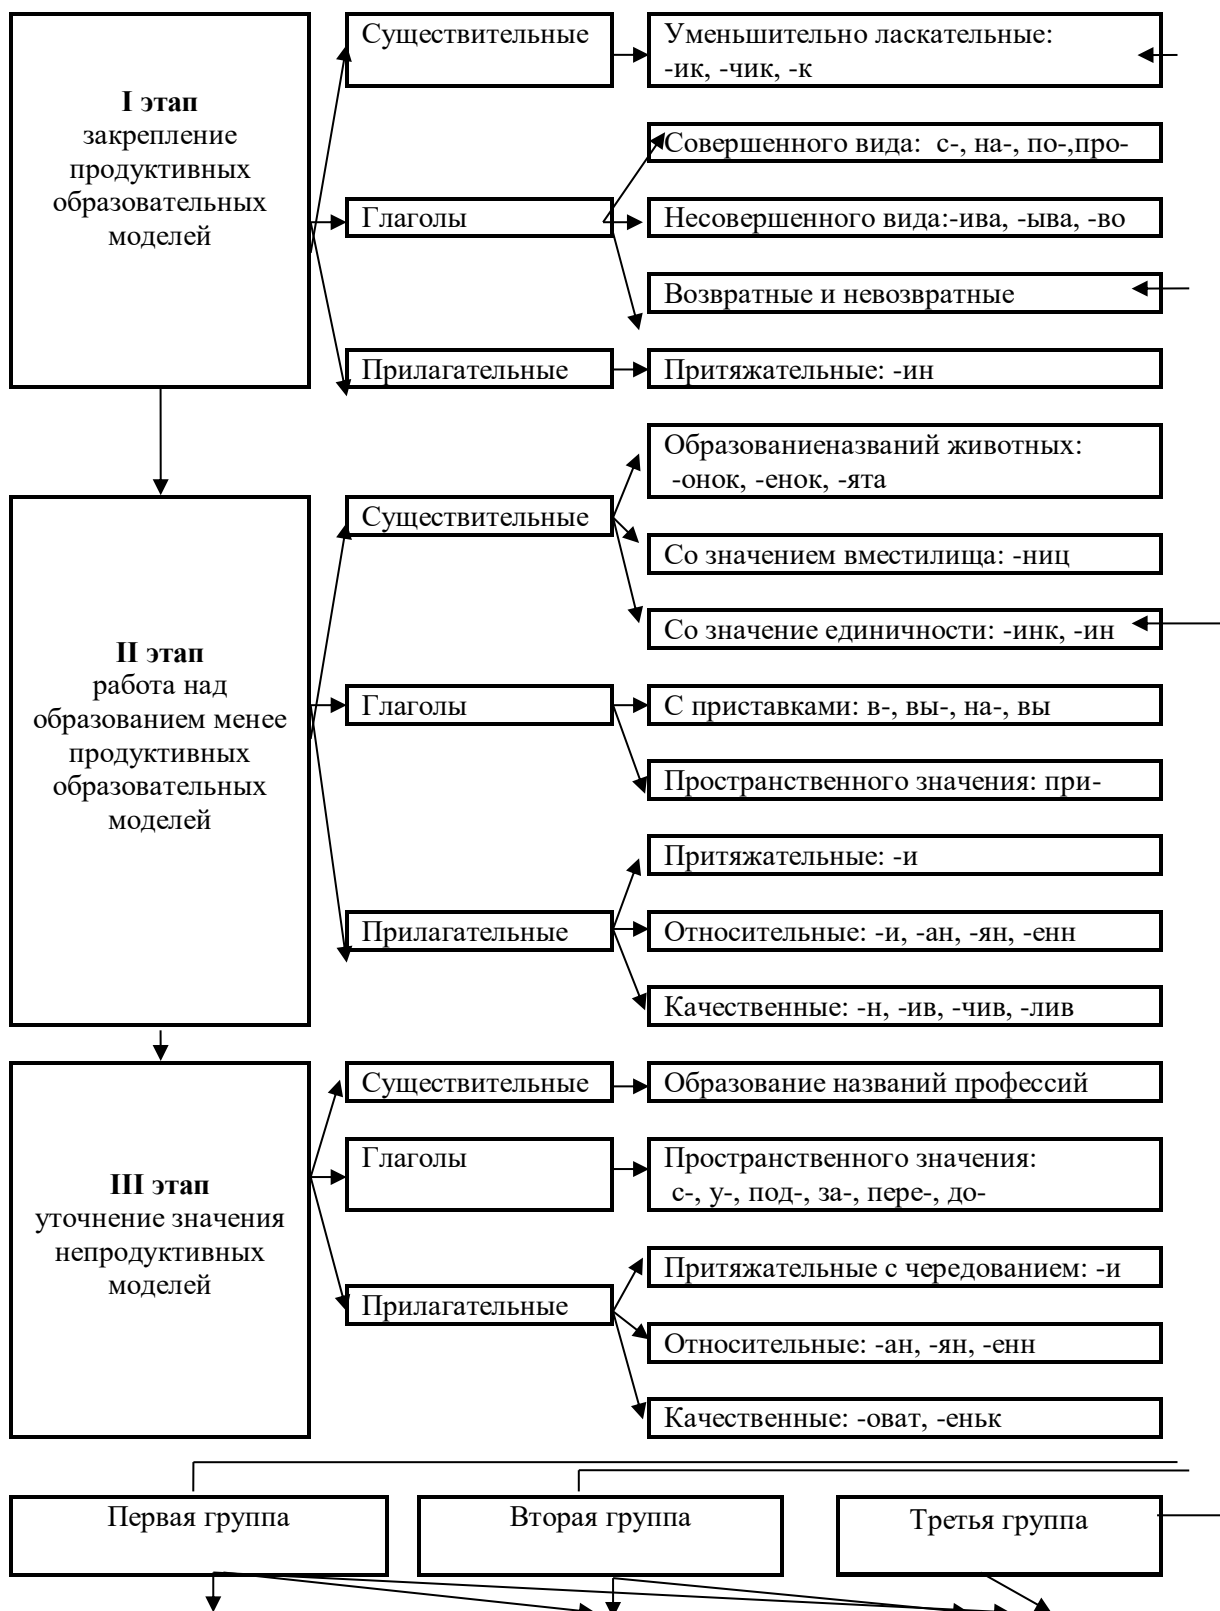 I этап
закрепление
продуктивных
образовательных
моделей
Существительные
Уменьшительно ласкательные:
-ик, -чик, -к
Глаголы
Совершенного вида:  с-, на-, по-,про-
Несовершенного вида:-ива, -ыва, -во
Возвратные и невозвратные
Прилагательные
Притяжательные: -ин
II этап
работа над
образованием менее
продуктивных
образовательных
моделей
Существительные
Образованиеназваний животных:
-онок, -енок, -ята
Со значением вместилища: -ниц
Со значение единичности: -инк, -ин
Глаголы
С приставками: в-, вы-, на-, вы
Пространственного значения: при-
Прилагательные
Притяжательные: -и
Относительные: -и, -ан, -ян, -енн
Качественные: -н, -ив, -чив, -лив
III этап
уточнение значения
непродуктивных
моделей
Существительные
Образование названий профессий
Глаголы
Пространственного значения:
с-, у-, под-, за-, пере-, до-
Прилагательные
Притяжательные с чередованием: -и
Относительные: -ан, -ян, -енн
Качественные: -оват, -еньк
Первая группа
Вторая группа
Третья группа